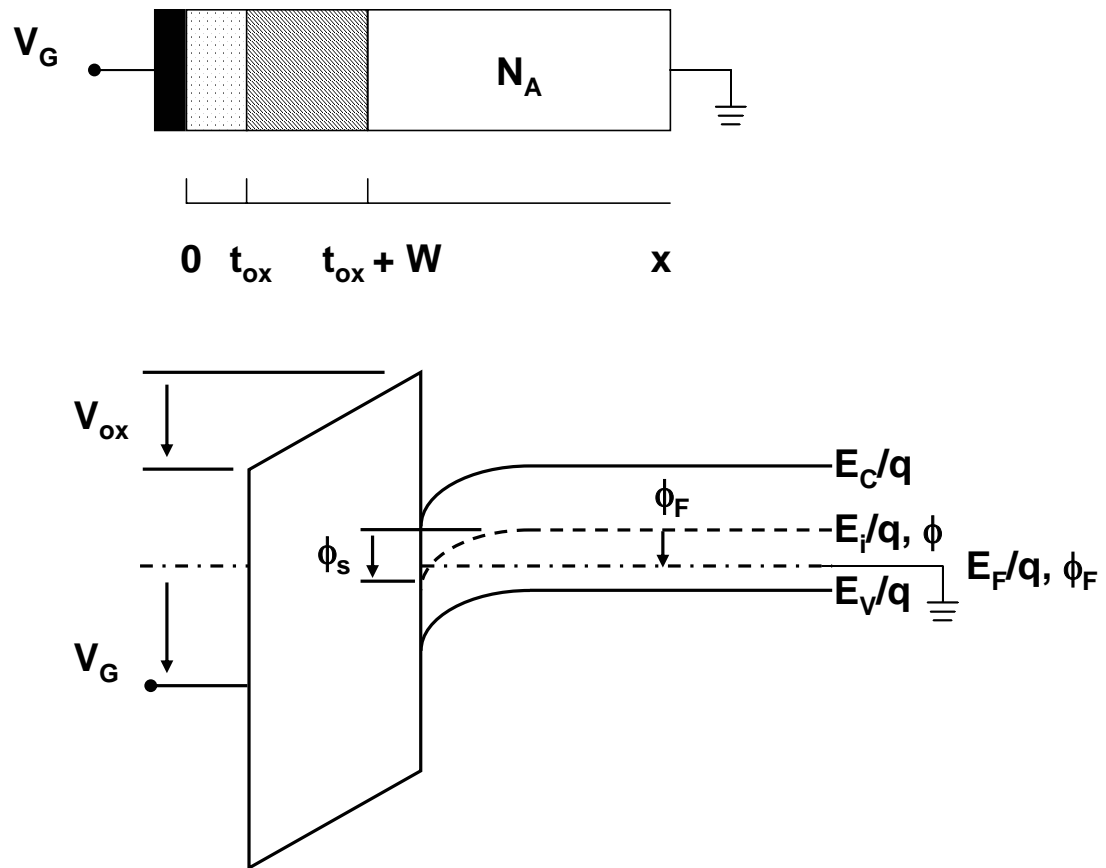 V_G
N_A
0 t_ox t_ox + W x
V_ox
E_C/q
ϕ_F
E_i/q, ϕ
ϕ_s
E_F/q, ϕ_F
E_V/q
V_G